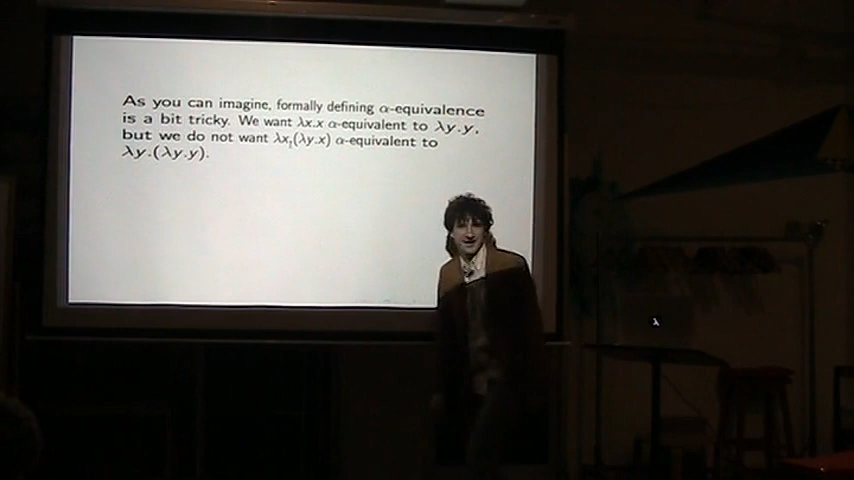 As you can imagine, formally defining α-equivalence
is a bit tricky. We want λx.x α-equivalent to λy.y,
but we do not want λx.(λy.x) α-equivalent to
λy.(λy.y).
λ